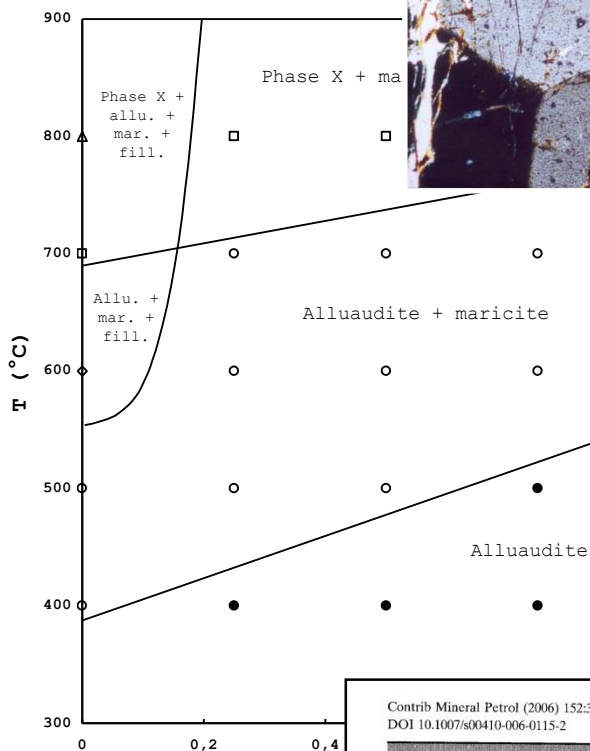 900
Phase X + ma
Phase X +
allu. +
mar. +
fill.
800
700
Allu. +
mar. +
fill.
Alluaudite + maricite
T (°C)
600
500
Alluaudite
400
300
0
0,2
0,4
Contrib Mineral Petrol (2006) 152:3
DOI 10.1007/s00410-006-0115-2